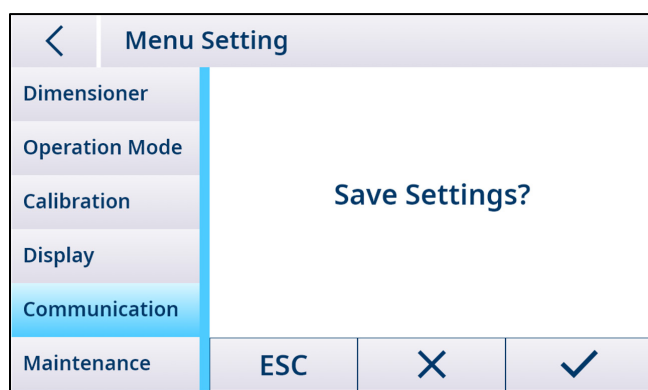 Menu Setting
Dimensioner
Operation Mode
Calibration
Display
Communication
Maintenance
Save Settings?
ESC